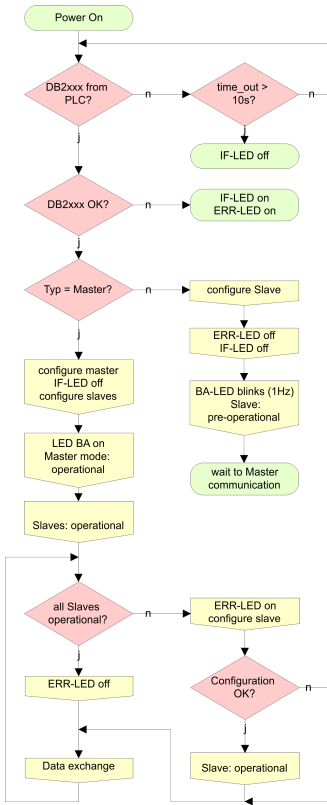 Power On
DB2xxx from
PLC?
n
time_out >
10s?
n
j
j
IF-LED off
DB2xxx OK?
n
IF-LED on
ERR-LED on
j
Typ = Master?
n
configure Slave
j
ERR-LED off
IF-LED off
configure master
IF-LED off
configure slaves
BA-LED blinks (1Hz)
Slave:
pre-operational
LED BA on
Master mode:
operational
wait to Master
communication
Slaves: operational
all Slaves
operational?
n
ERR-LED on
configure slave
j
ERR-LED off
Configuration
OK?
n
j
Data exchange
Slave: operational
j